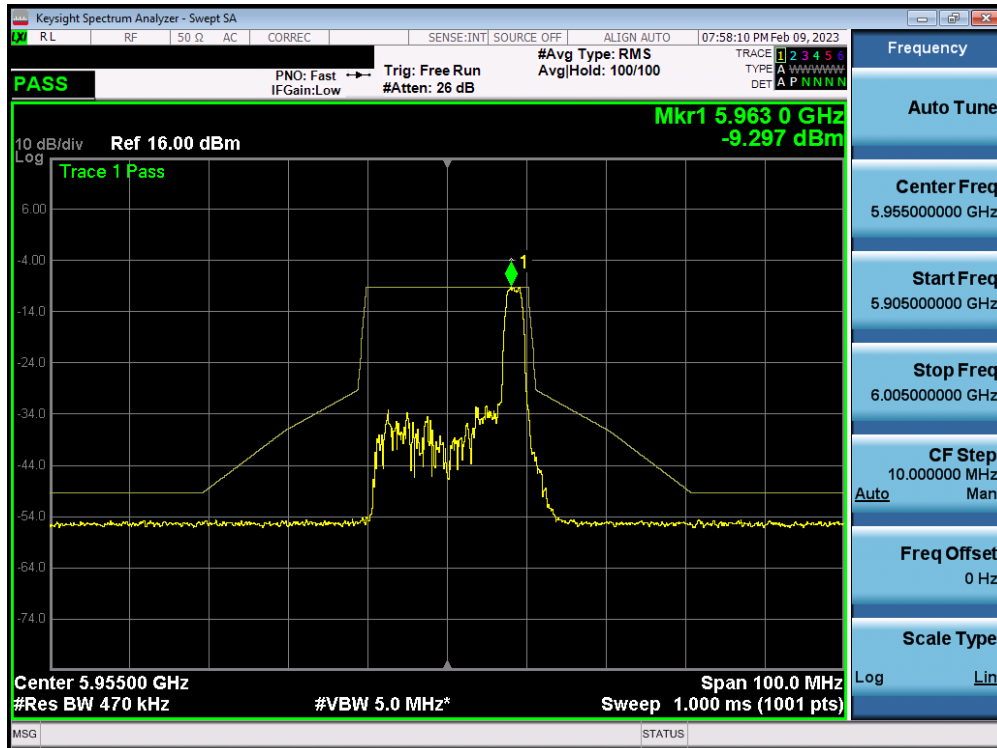 Keysight Spectrum Analyzer - Swept SA
LXI RL RF 50 Ω AC CORREC SENSE:INT SOURCE OFF ALIGN AUTO 07:58:10 PM Feb 09, 2023
PASS
PNO: Fast
IFGain:Low
Trig: Free Run
#Atten: 26 dB
#Avg Type: RMS
Avg|Hold: 100/100
TRACE 1 2 3 4 5 6
TYPE A WWWWW
DET A P N N N N
Mkr1 5.963 0 GHz
-9.297 dBm
10 dB/div Ref 16.00 dBm
Log
Trace 1 Pass
6.00
-4.00
-14.0
-24.0
-34.0
-44.0
-54.0
-64.0
-74.0
1
Center 5.95500 GHz
Span 100.0 MHz
#Res BW 470 kHz
#VBW 5.0 MHz*
Sweep 1.000 ms (1001 pts)
MSG
STATUS
Frequency
Auto Tune
Center Freq
5.955000000 GHz
Start Freq
5.905000000 GHz
Stop Freq
6.005000000 GHz
CF Step
10.000000 MHz
Auto Man
Freq Offset
0 Hz
Scale Type
Log Lin